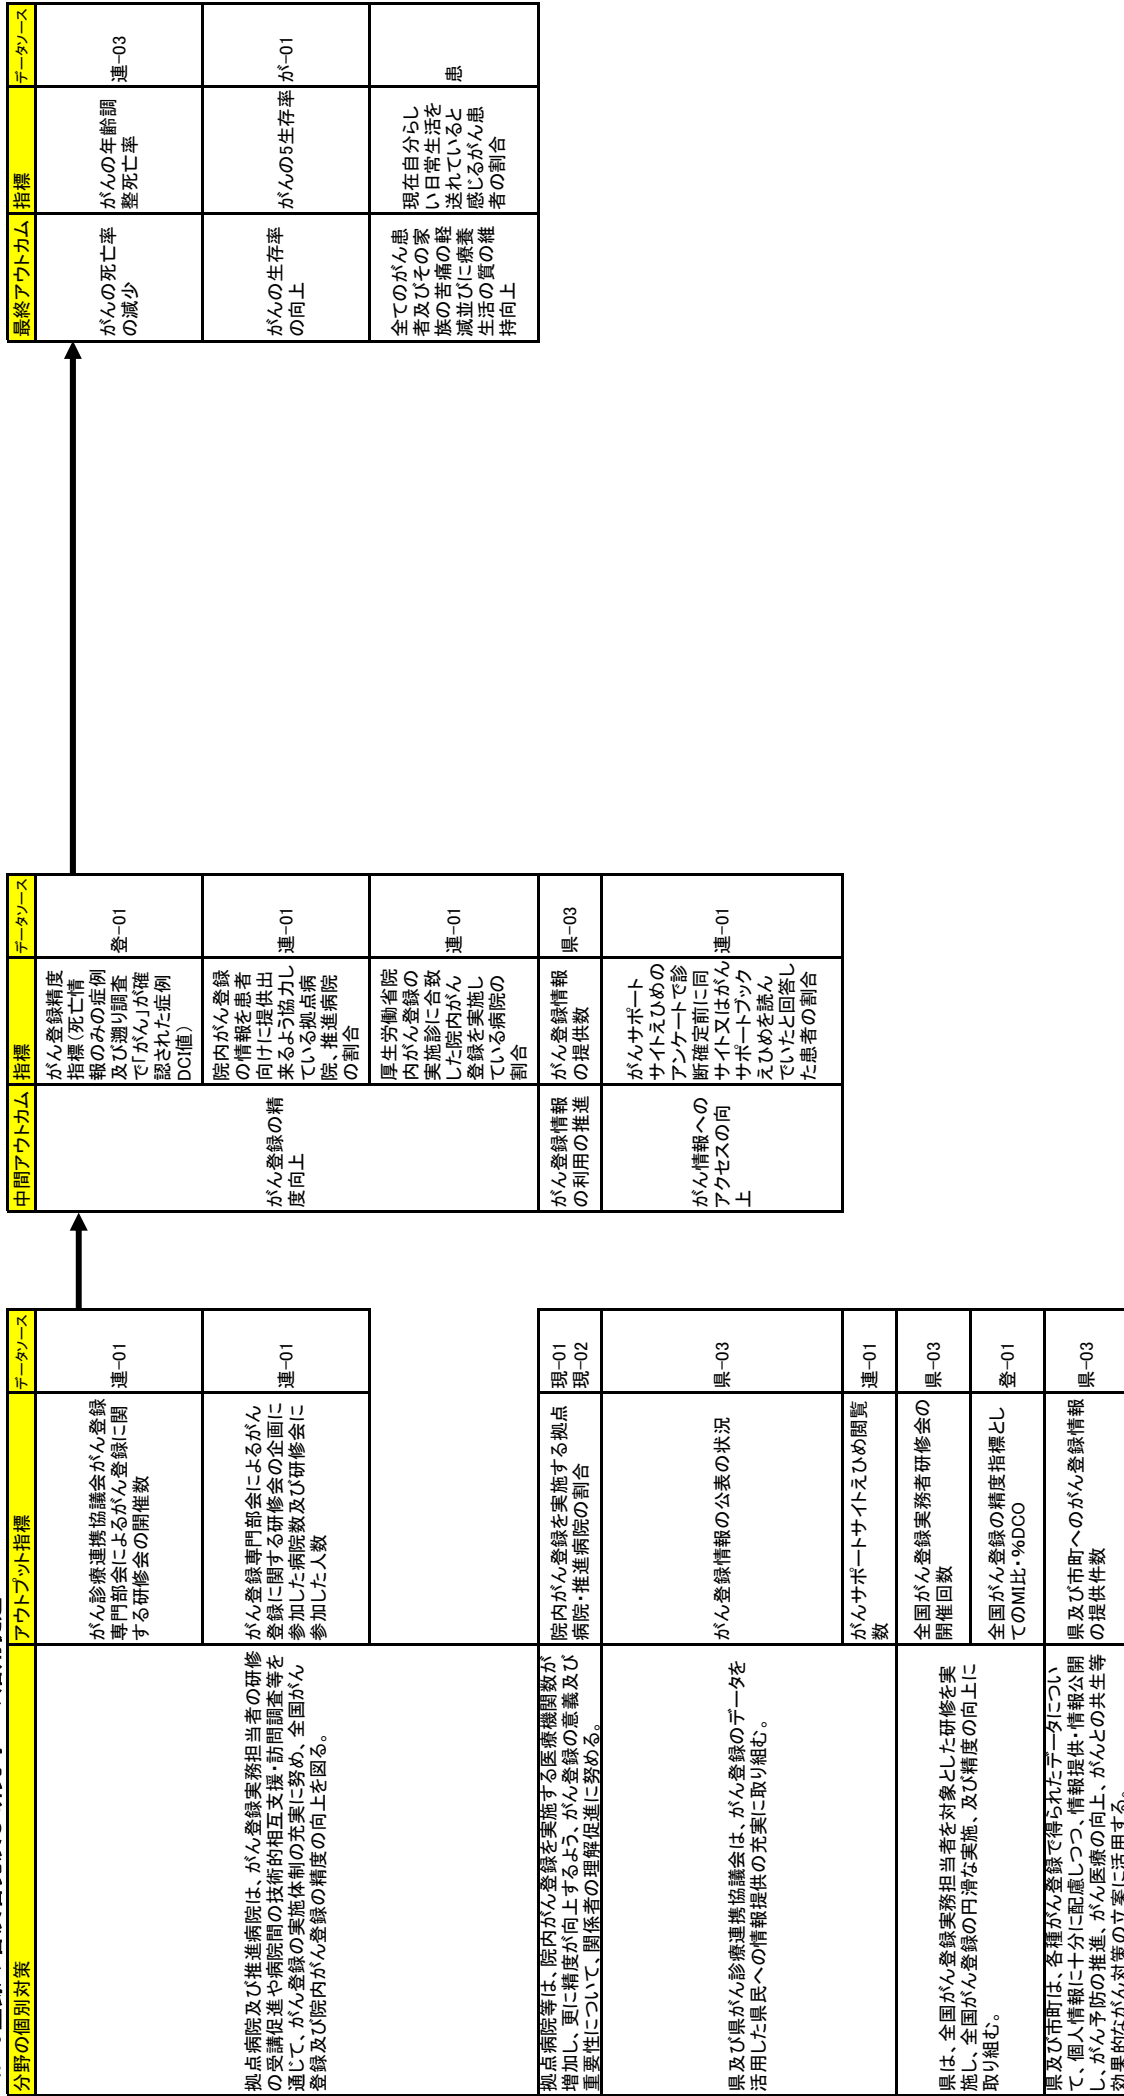 分野の個別対策
アウトプット指標
データソース
拠点病院及び推進病院は、がん登録実務担当者の研修
の受講促進や病院間の技術的相互支援・訪問調査等を
通じて、がん登録の実施体制の充実に努め、全国がん
登録及び院内がん登録の精度の向上を図る。
がん診療連携協議会がん登録
専門部会によるがん登録に関
する研修会の開催数
連-01
がん登録専門部会によるがん
登録に関する研修会の企画に
参加した病院数及び研修会に
参加した人数
連-01
拠点病院等は、院内がん登録を実施する医療機関数が
増加し、更に精度が向上するよう、がん登録の意義及び
重要性について、関係者の理解促進に努める。
院内がん登録を実施する拠点
病院・推進病院の割合
現-01
現-02
県及び県がん診療連携協議会は、がん登録のデータを
活用した県民への情報提供の充実に取り組む。
がん登録情報の公表の状況
県-03
がんサポートサイトえひめ閲覧
数
連-01
県は、全国がん登録実務担当者を対象とした研修を実
施し、全国がん登録の円滑な実施、及び精度の向上に
取り組む。
全国がん登録実務者研修会の
開催回数
県-03
全国がん登録の精度指標とし
てのMI比・%DCO
登-01
県及び市町は、各種がん登録で得られたデータについ
て、個人情報に十分に配慮しつつ、情報提供・情報公開
し、がん予防の推進、がん医療の向上、がんとの共生等
効果的ながん対策の立案に活用する。
県及び市町へのがん登録情報
の提供件数
県-03
中間アウトカム
指標
データソース
がん登録の精
度向上
がん登録精度
指標（死亡情
報のみの症例
及び遡り調査
で「がん」が確
認された症例
DCI値）
登-01
院内がん登録
の情報を患者
向けに提供出
来るよう協力し
ている拠点病
院、推進病院
の割合
連-01
厚生労働省院
内がん登録の
実施診に合致
した院内がん
登録を実施し
ている病院の
割合
連-01
がん登録情報
の利用の推進
がん登録情報
の提供数
県-03
がん情報への
アクセスの向
上
がんサポート
サイトえひめの
アンケートで診
断確定前に同
サイト又はがん
サポートブック
えひめを読ん
でいたと回答し
た患者の割合
連-01
最終アウトカム
指標
データソース
がんの死亡率
の減少
がんの年齢調
整死亡率
連-03
がんの生存率
の向上
がんの5生存率
が-01
全てのがん患
者及びその家
族の苦痛の軽
減並びに療養
生活の質の維
持向上
現在自分らし
い日常生活を
送れていると
感じるがん患
者の割合
患